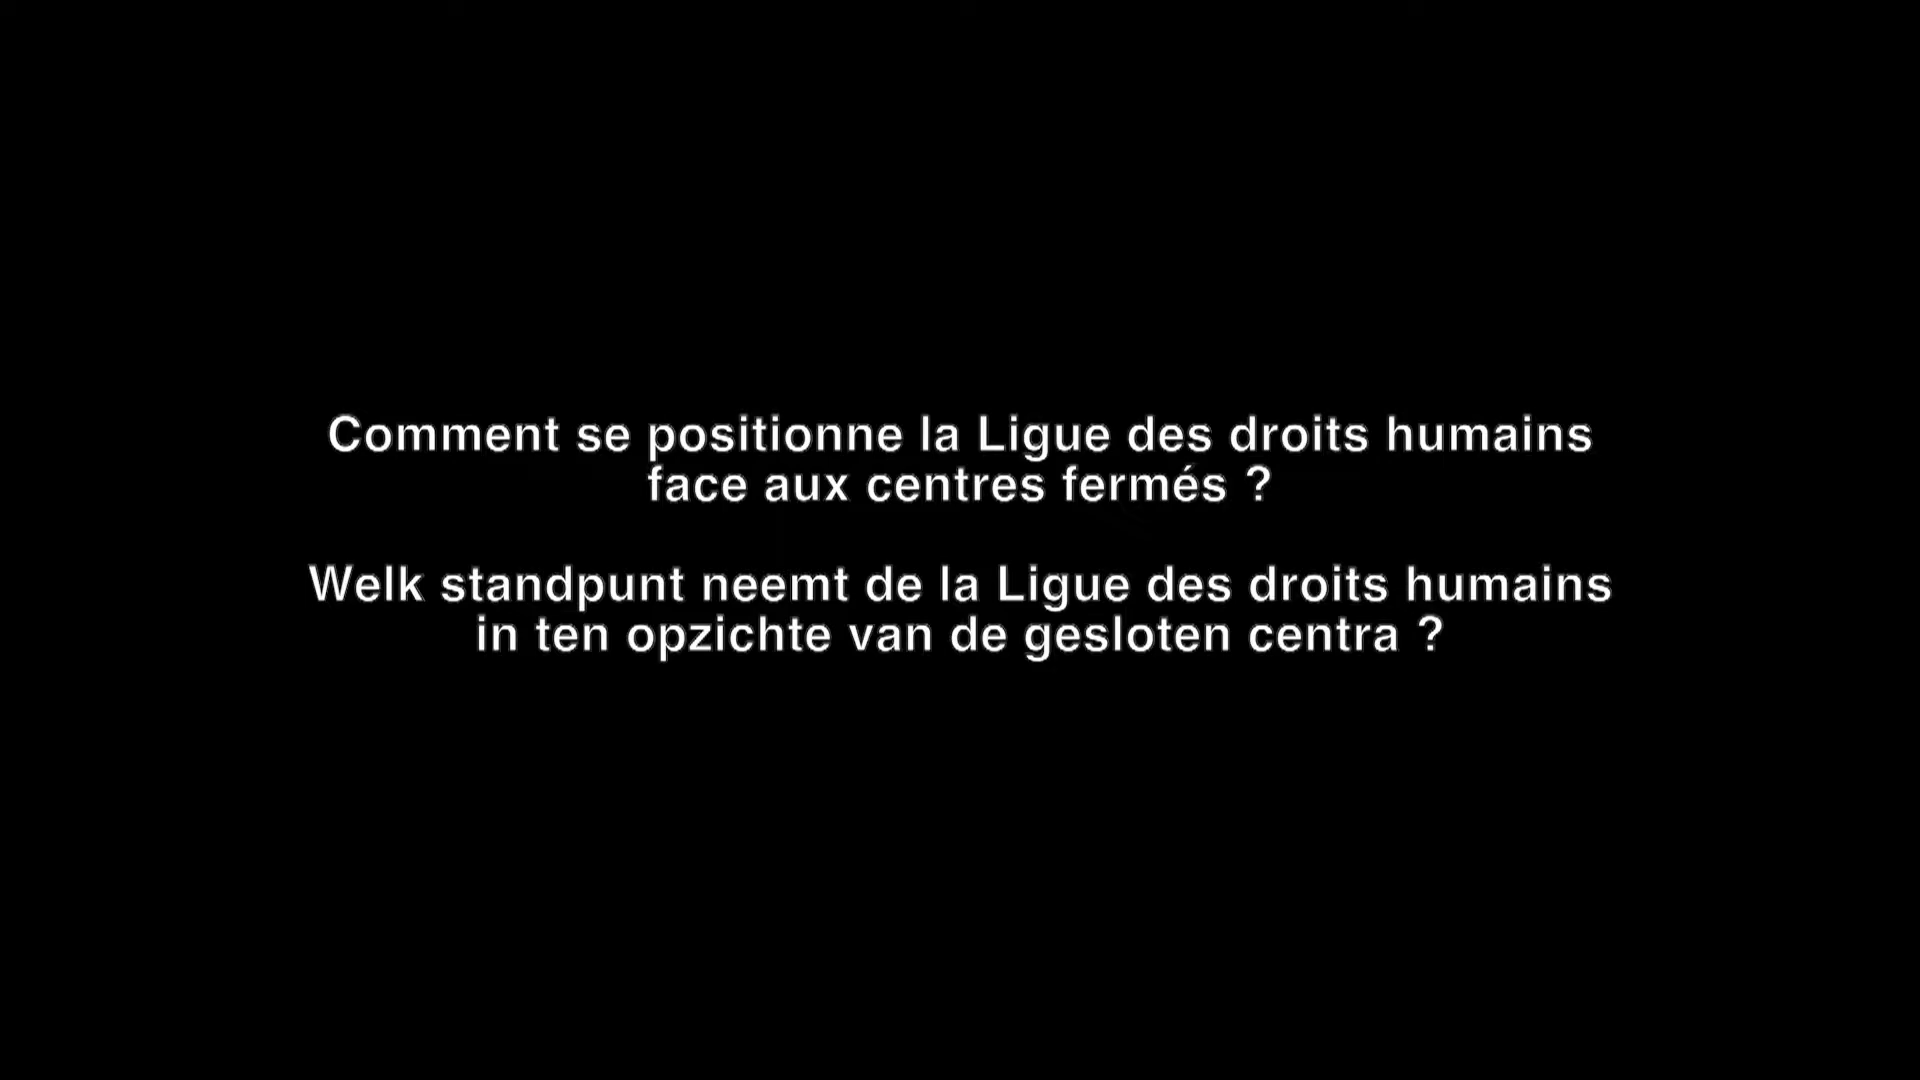 Comment se positionne la Ligue des droits humains
face aux centres fermés ?
Welk standpunt neemt de la Ligue des droits humains
in ten opzichte van de gesloten centra ?